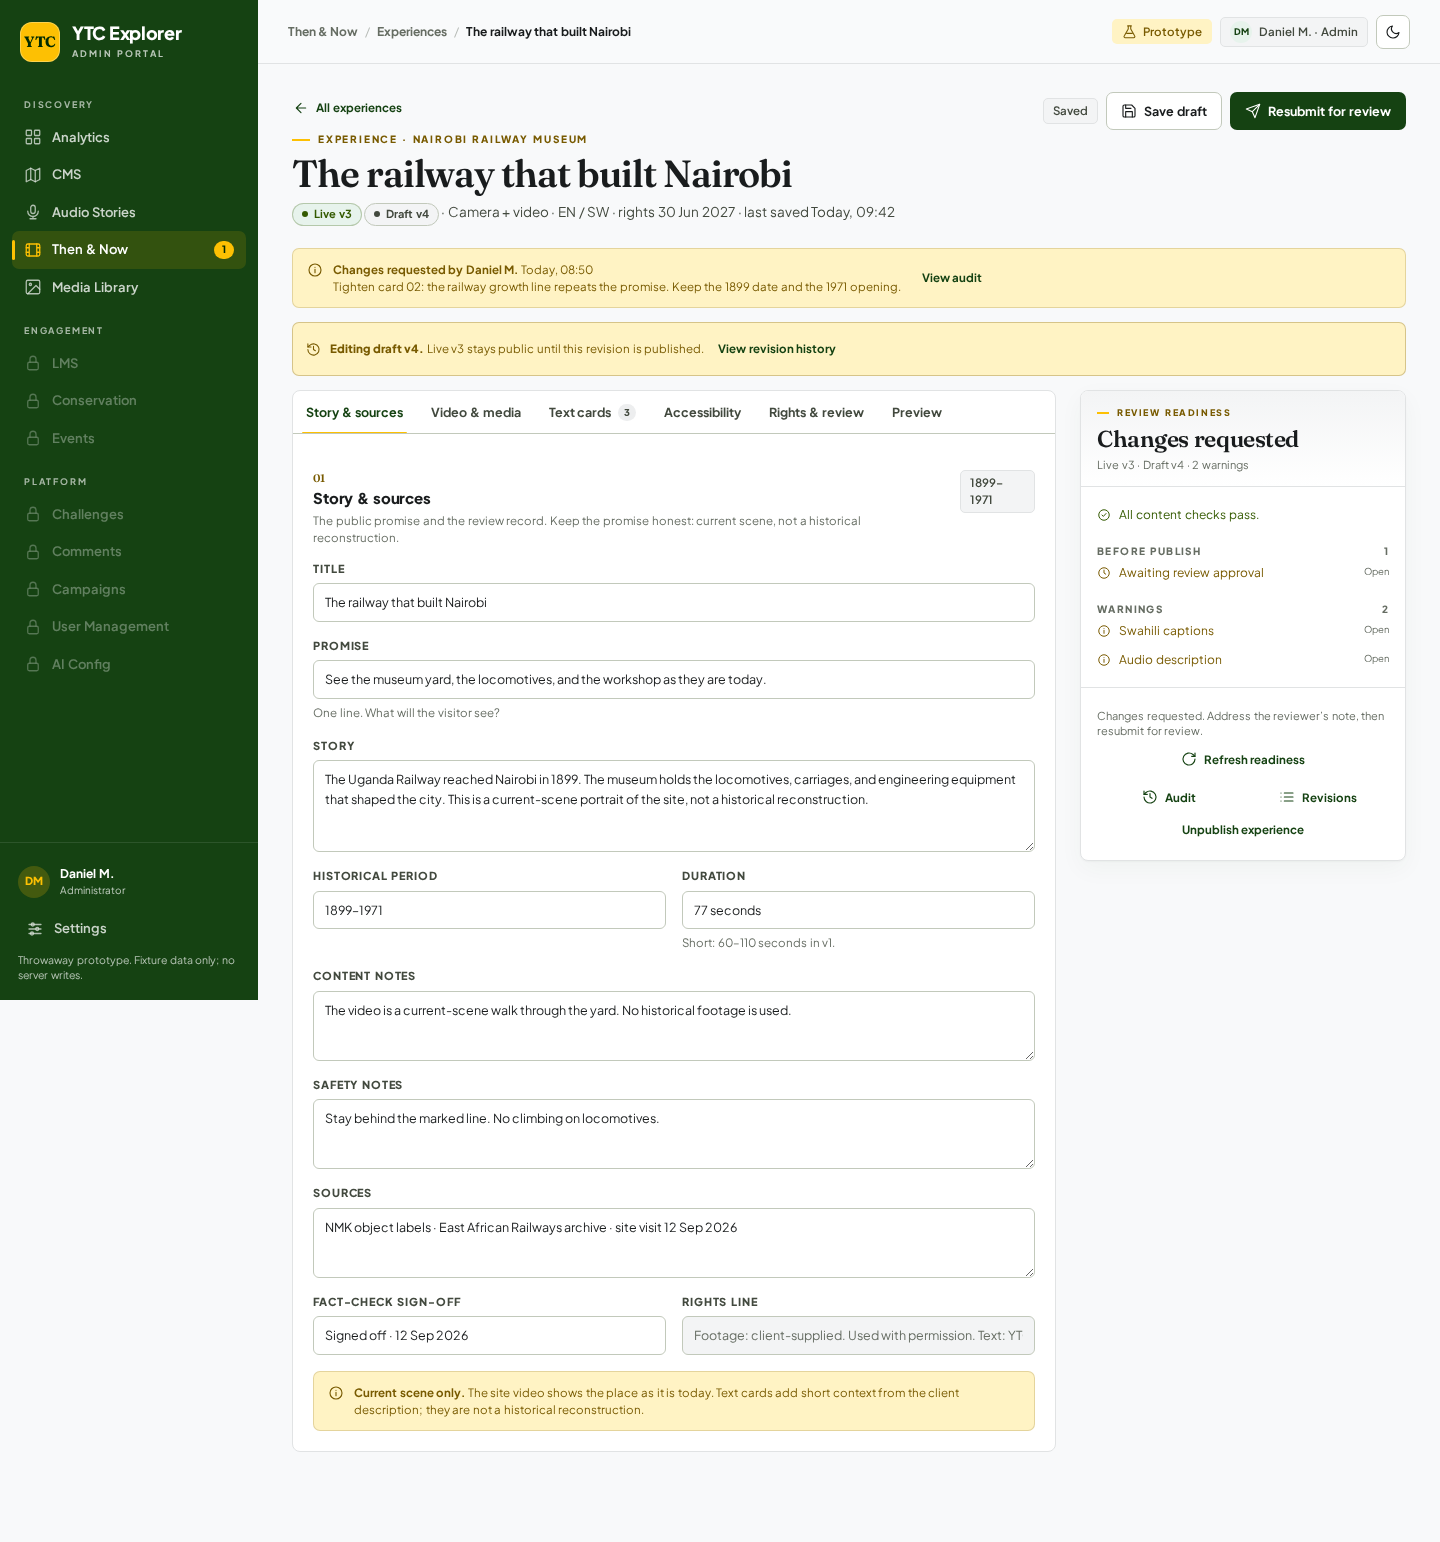 YTC
YTC Explorer
ADMIN PORTAL
DISCOVERY
Analytics
CMS
Audio Stories
Then & Now 1
Media Library
ENGAGEMENT
LMS
Conservation
Events
PLATFORM
Challenges
Comments
Campaigns
User Management
AI Config
DM
Daniel M.
Administrator
Settings
Throwaway prototype. Fixture data only; no
server writes.
Then & Now / Experiences / The railway that built Nairobi
Prototype
DM Daniel M. · Admin
All experiences
Saved
Save draft
Resubmit for review
EXPERIENCE · NAIROBI RAILWAY MUSEUM
The railway that built Nairobi
Live v3 Draft v4 · Camera + video · EN / SW · rights 30 Jun 2027 · last saved Today, 09:42
Changes requested by Daniel M. Today, 08:50
Tighten card 02: the railway growth line repeats the promise. Keep the 1899 date and the 1971 opening.
View audit
Editing draft v4. Live v3 stays public until this revision is published. View revision history
Story & sources Video & media Text cards 3 Accessibility Rights & review Preview
01
Story & sources
The public promise and the review record. Keep the promise honest: current scene, not a historical
reconstruction.
1899–
1971
TITLE
The railway that built Nairobi
PROMISE
See the museum yard, the locomotives, and the workshop as they are today.
One line. What will the visitor see?
STORY
The Uganda Railway reached Nairobi in 1899. The museum holds the locomotives, carriages, and engineering equipment
that shaped the city. This is a current-scene portrait of the site, not a historical reconstruction.
HISTORICAL PERIOD
1899–1971
DURATION
77 seconds
Short: 60–110 seconds in v1.
CONTENT NOTES
The video is a current-scene walk through the yard. No historical footage is used.
SAFETY NOTES
Stay behind the marked line. No climbing on locomotives.
SOURCES
NMK object labels · East African Railways archive · site visit 12 Sep 2026
FACT-CHECK SIGN-OFF
Signed off · 12 Sep 2026
RIGHTS LINE
Footage: client-supplied. Used with permission. Text: YT
Current scene only. The site video shows the place as it is today. Text cards add short context from the client
description; they are not a historical reconstruction.
REVIEW READINESS
Changes requested
Live v3 · Draft v4 · 2 warnings
All content checks pass.
BEFORE PUBLISH 1
Awaiting review approval Open
WARNINGS 2
Swahili captions Open
Audio description Open
Changes requested. Address the reviewer's note, then
resubmit for review.
Refresh readiness
Audit
Revisions
Unpublish experience